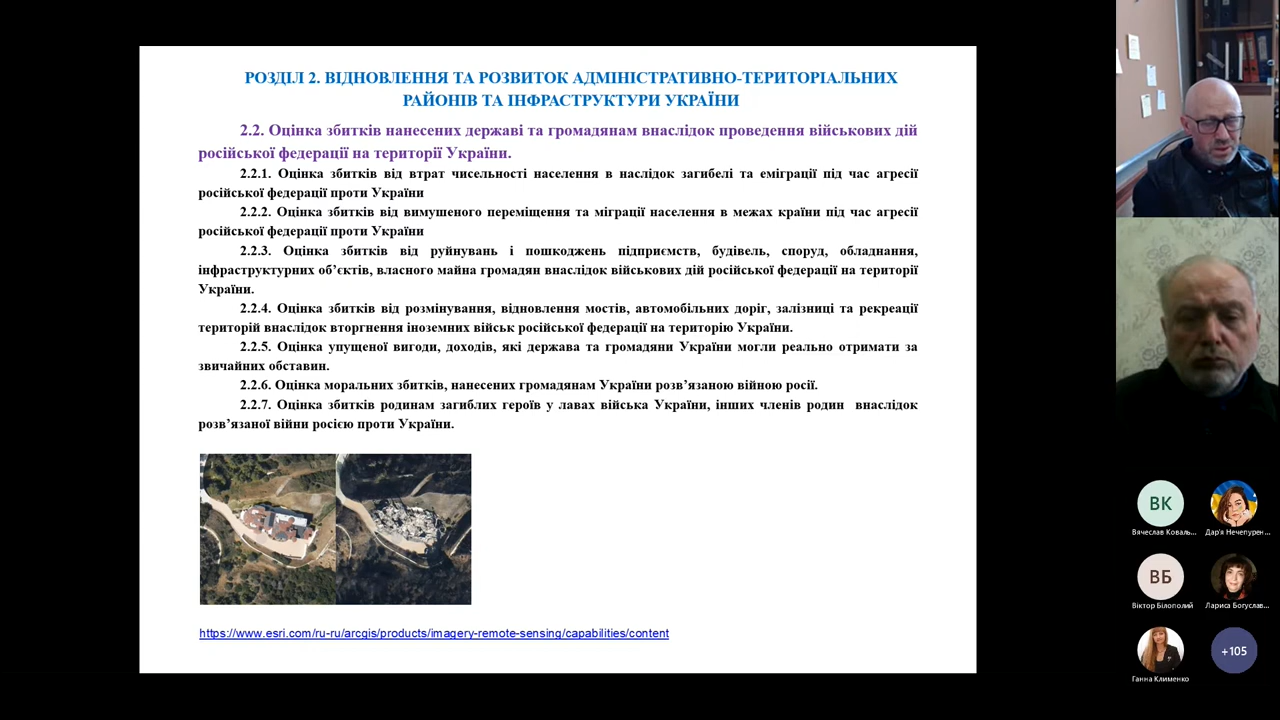 РОЗДІЛ 2. ВІДНОВЛЕННЯ ТА РОЗВИТОК АДМІНІСТРАТИВНО-ТЕРИТОРІАЛЬНИХ
РАЙОНІВ ТА ІНФРАСТРУКТУРИ УКРАЇНИ
2.2. Оцінка збитків нанесених державі та громадянам внаслідок проведення військових дій
російської федерації на території України.
2.2.1. Оцінка збитків від втрат чисельності населення в наслідок загибелі та еміграції під час агресії
російської федерації проти України
2.2.2. Оцінка збитків від вимушеного переміщення та міграції населення в межах країни під час агресії
російської федерації проти України
2.2.3. Оцінка збитків від руйнувань і пошкоджень підприємств, будівель, споруд, обладнання,
інфраструктурних об’єктів, власного майна громадян внаслідок військових дій російської федерації на території
України.
2.2.4. Оцінка збитків від розмінування, відновлення мостів, автомобільних доріг, залізниці та рекреації
територій внаслідок вторгнення іноземних військ російської федерації на територію України.
2.2.5. Оцінка упущеної вигоди, доходів, які держава та громадяни України могли реально отримати за
звичайних обставин.
2.2.6. Оцінка моральних збитків, нанесених громадянам України розв’язаною війною росії.
2.2.7. Оцінка збитків родинам загиблих героїв у лавах війська України, інших членів родин внаслідок
розв’язаної війни росією проти України.
https://www.esri.com/ru-ru/arcgis/products/imagery-remote-sensing/capabilities/content
ВК
Вячеслав Коваль...
Дар'я Нечепурен...
ВБ
Віктор Білополий
Лариса Богуслав...
Ганна Клименко
+105